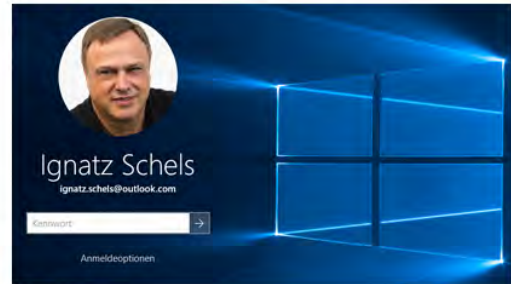 Ignatz Schels
ignatz.schels@outlook.com
Kennwort
Anmeldeoptionen